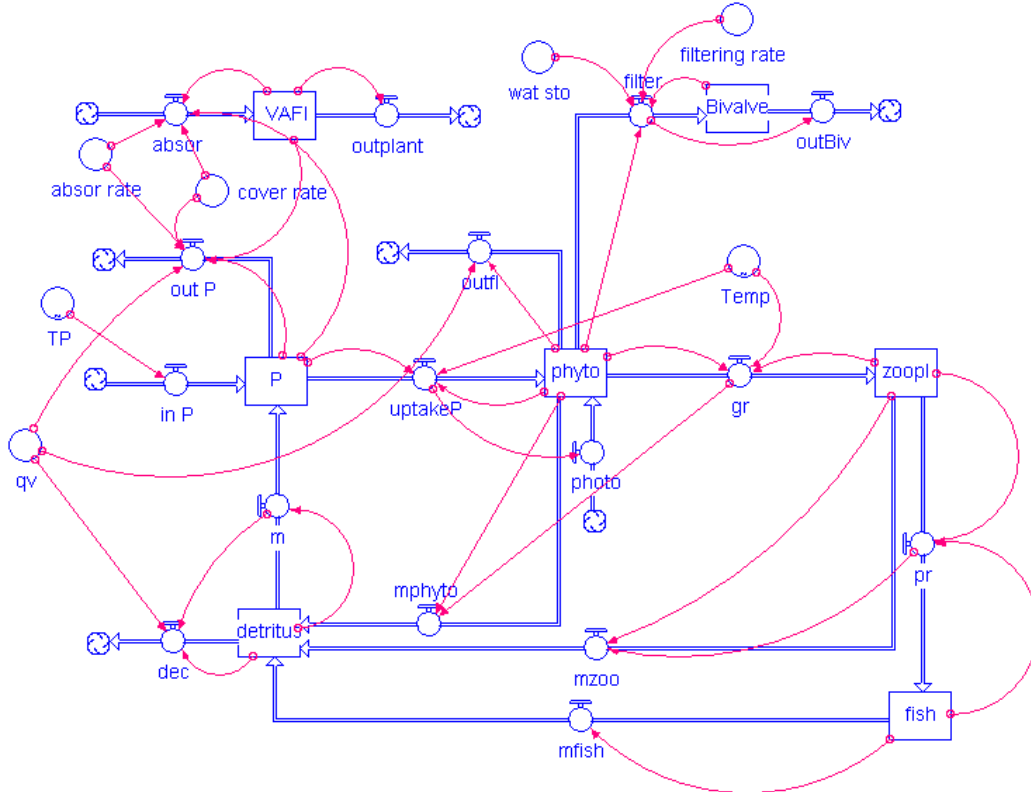 filtering rate
wat sto
filter
VAFI
Bivalve
absor
outplant
outBiv
absor rate
cover rate
out P
outfl
Temp
TP
P
phyto
zoopl
in P
uptakeP
gr
qv
photo
m
pr
mphyto
detritus
dec
mzoo
fish
mfish